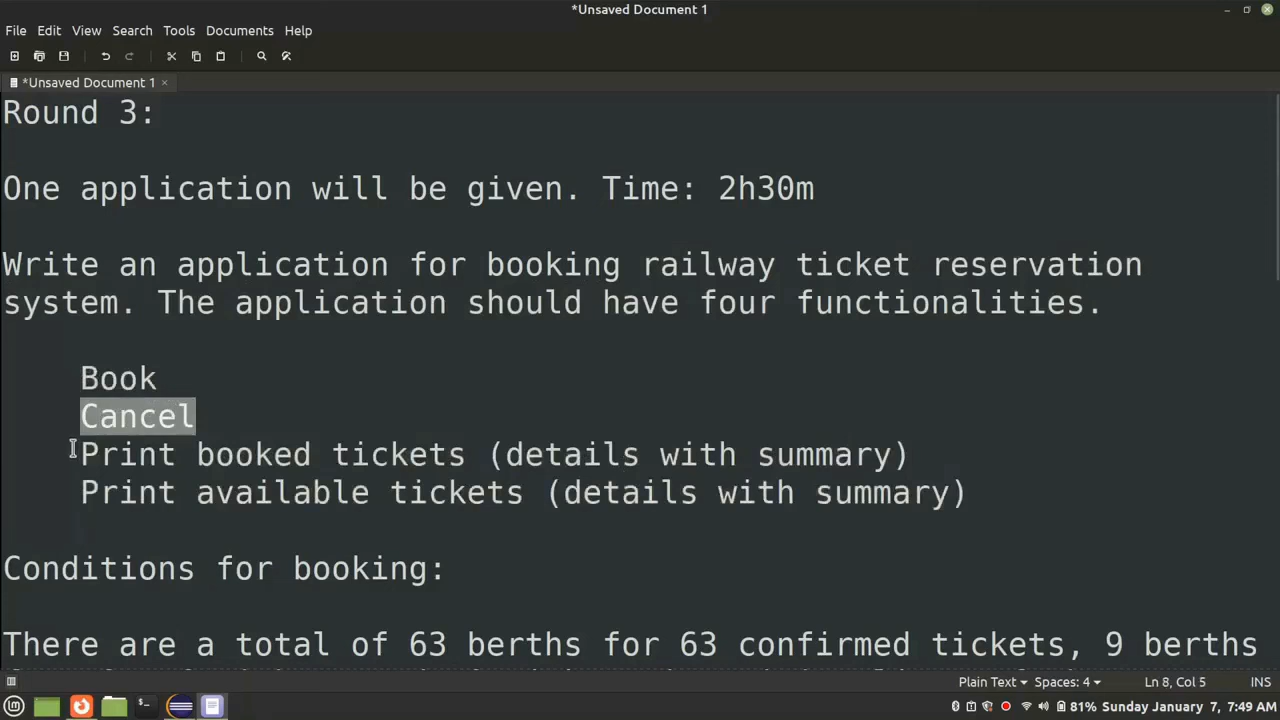 *Unsaved Document 1
File Edit View Search Tools Documents Help
*Unsaved Document 1 ×
Round 3:
One application will be given. Time: 2h30m
Write an application for booking railway ticket reservation
system. The application should have four functionalities.
Book
Cancel
Print booked tickets (details with summary)
Print available tickets (details with summary)
Conditions for booking:
There are a total of 63 berths for 63 confirmed tickets, 9 berths
Plain Text Spaces: 4 Ln 8, Col 5 INS
81% Sunday January 7, 7:49 AM